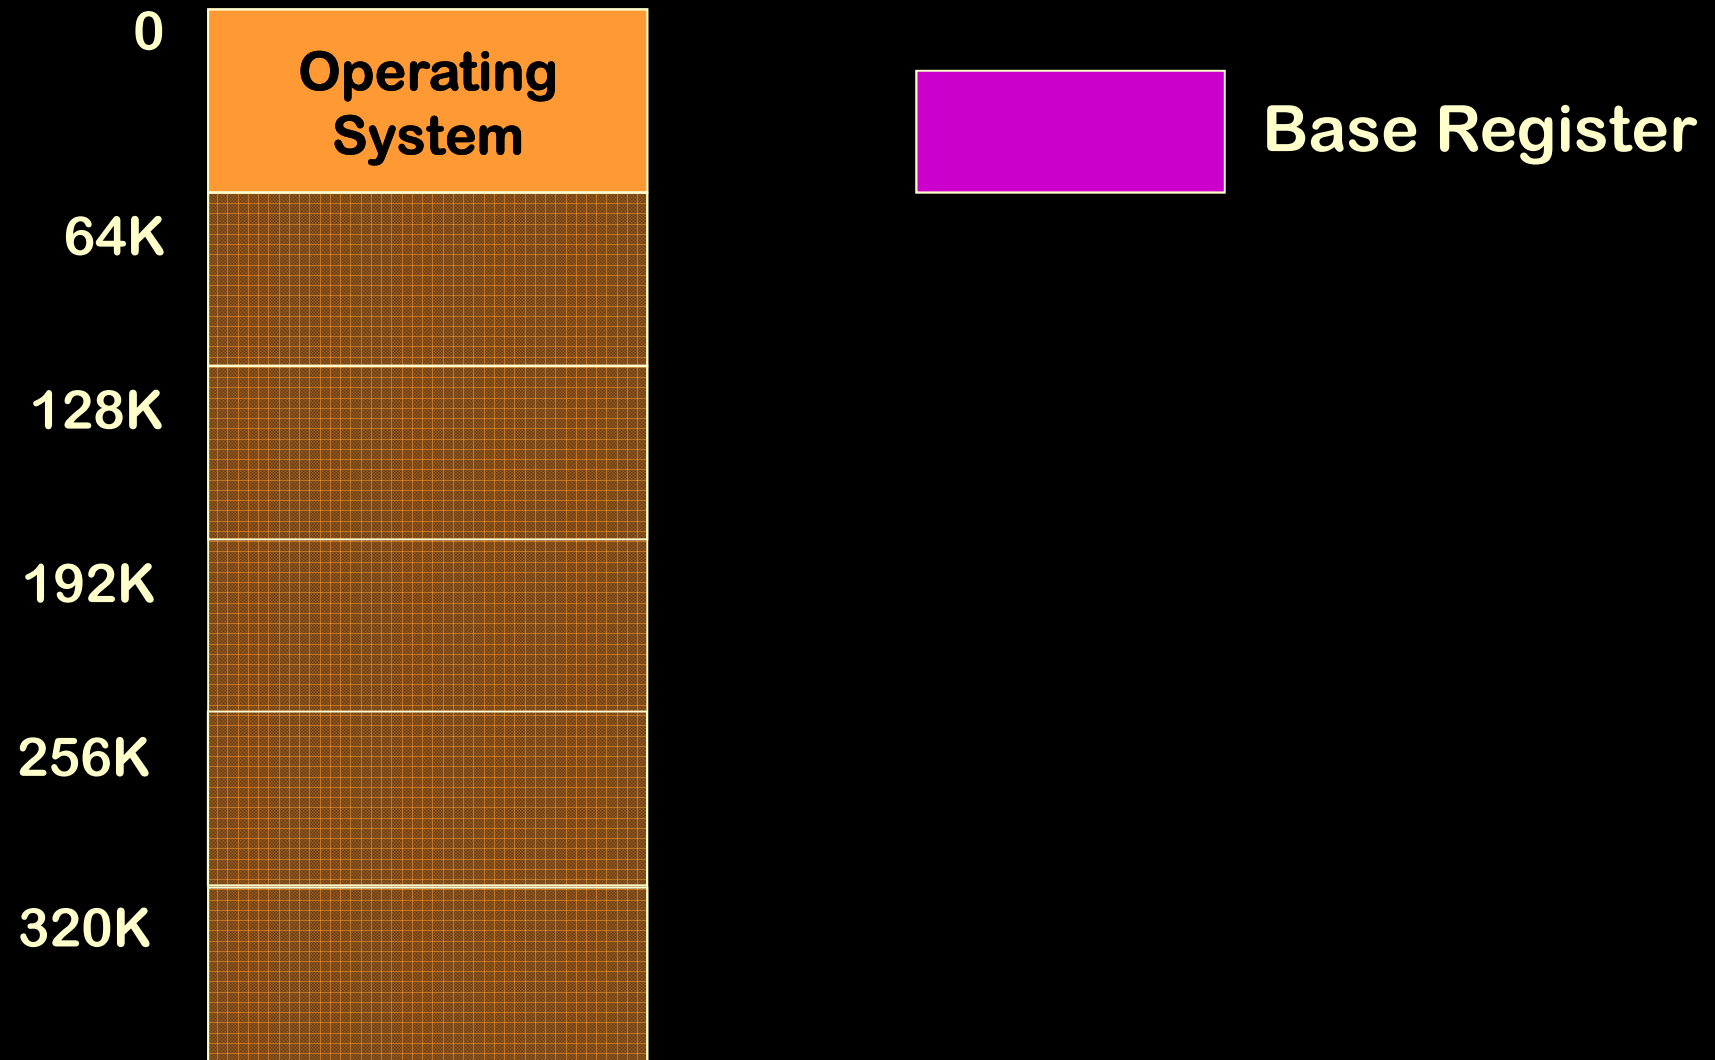 0
Operating
System
Base Register
64K
128K
192K
256K
320K